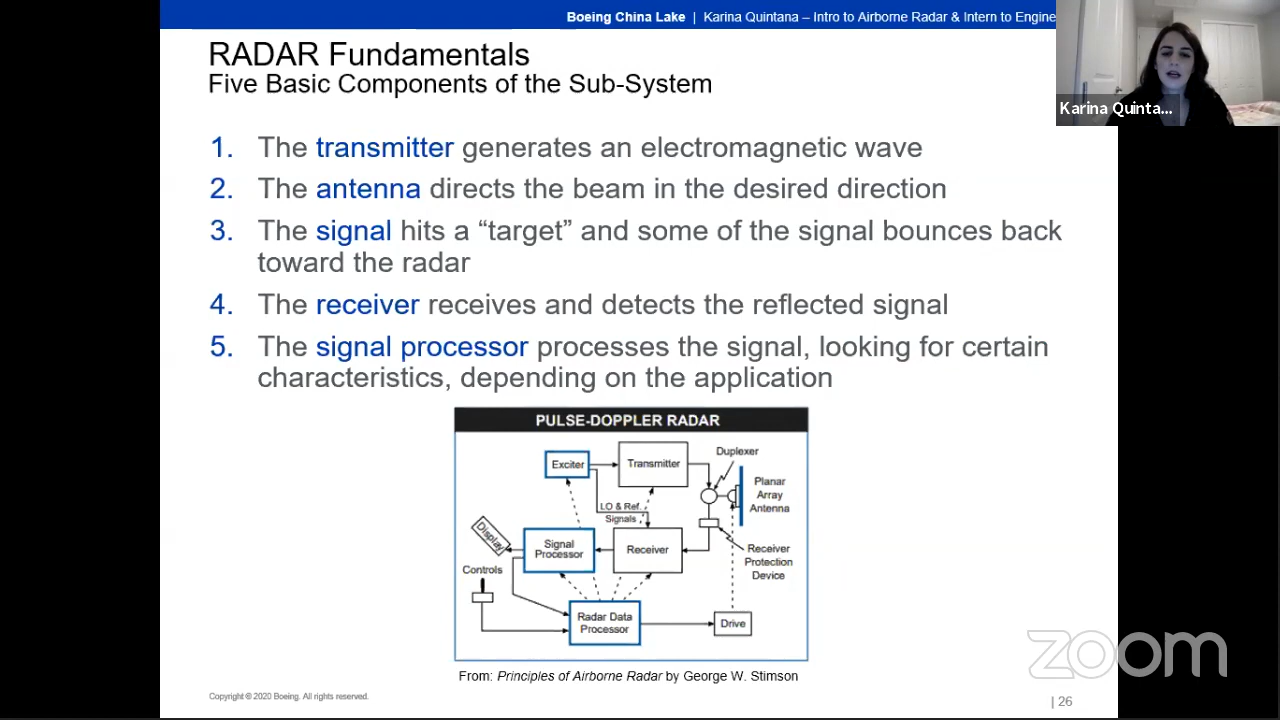 Boeing China Lake | Karina Quintana – Intro to Airborne Radar & Intern to Engine
RADAR Fundamentals
Five Basic Components of the Sub-System
Karina Quinta...
1. The transmitter generates an electromagnetic wave
2. The antenna directs the beam in the desired direction
3. The signal hits a “target” and some of the signal bounces back
toward the radar
4. The receiver receives and detects the reflected signal
5. The signal processor processes the signal, looking for certain
characteristics, depending on the application
PULSE-DOPPLER RADAR
Exciter
Transmitter
Duplexer
Planar
Array
Antenna
LO & Ref.
Signals
Display
Signal
Processor
Receiver
Receiver
Protection
Device
Controls
Radar Data
Processor
Drive
From: Principles of Airborne Radar by George W. Stimson
zoom
Copyright © 2020 Boeing. All rights reserved.
| 26